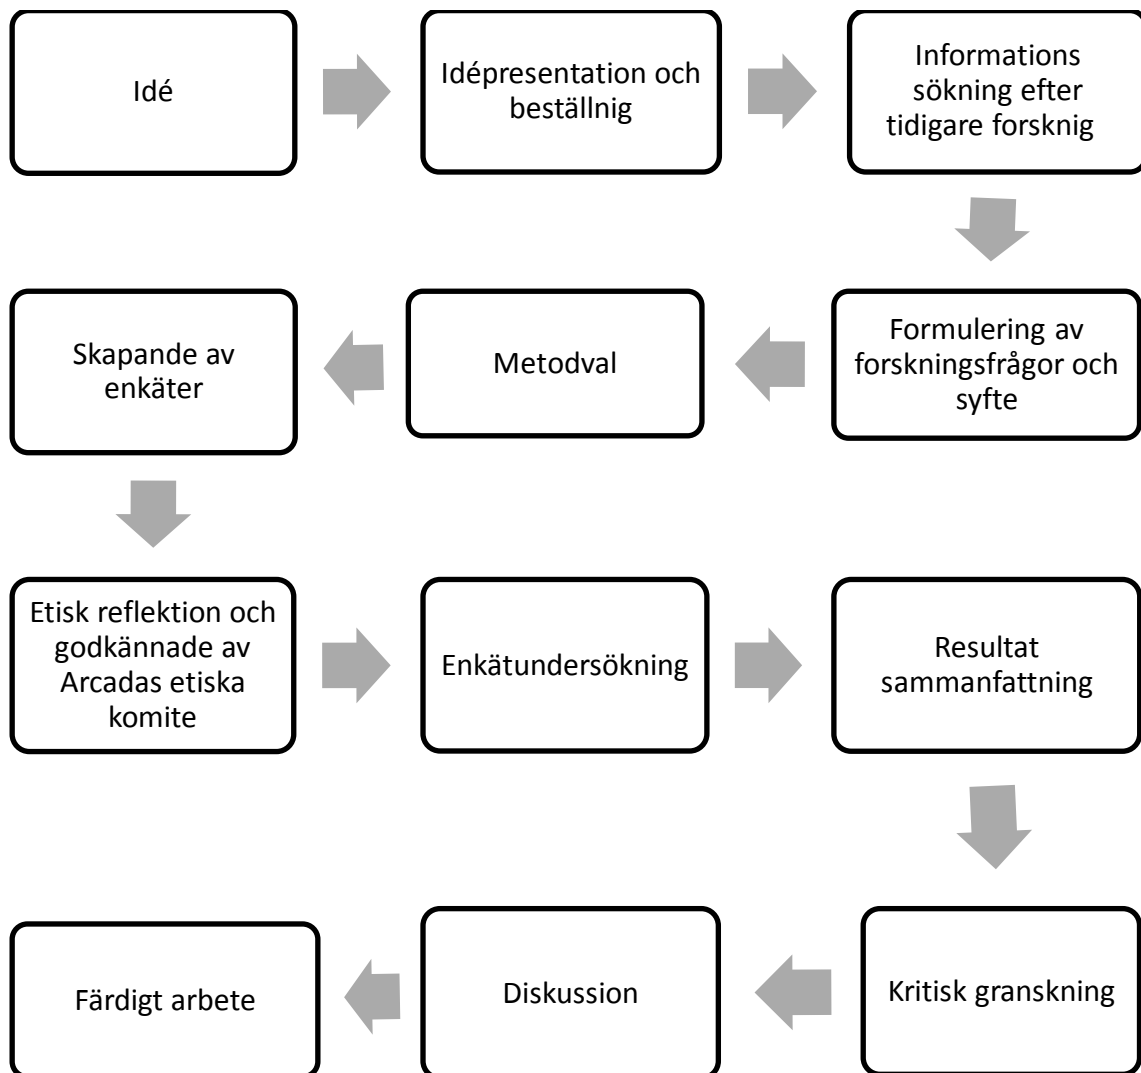 Idé
Idépresentation och
beställnig
Informations
sökning efter
tidigare forsknig
Formulering av
forskningsfrågor och
syfte
Metodval
Skapande av
enkäter
Etisk reflektion och
godkännade av
Arcadas etiska
komite
Enkätundersökning
Resultat
sammanfattning
Kritisk granskning
Diskussion
Färdigt arbete